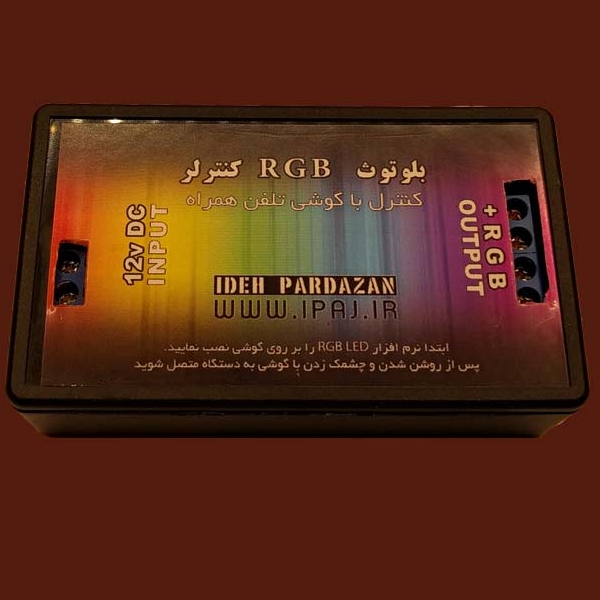 بلوتوث RGB کنترلر
کنترل با گوشی تلفن همراه
12v DC
INPUT
+ R G B
OUTPUT
IDEH PARDAZAN
WWW.IPAJ.IR
ابتدا نرم افزار RGB LED را بر روی گوشی نصب نمایید.
پس از روشن شدن و چشمک زدن با گوشی به دستگاه متصل شوید